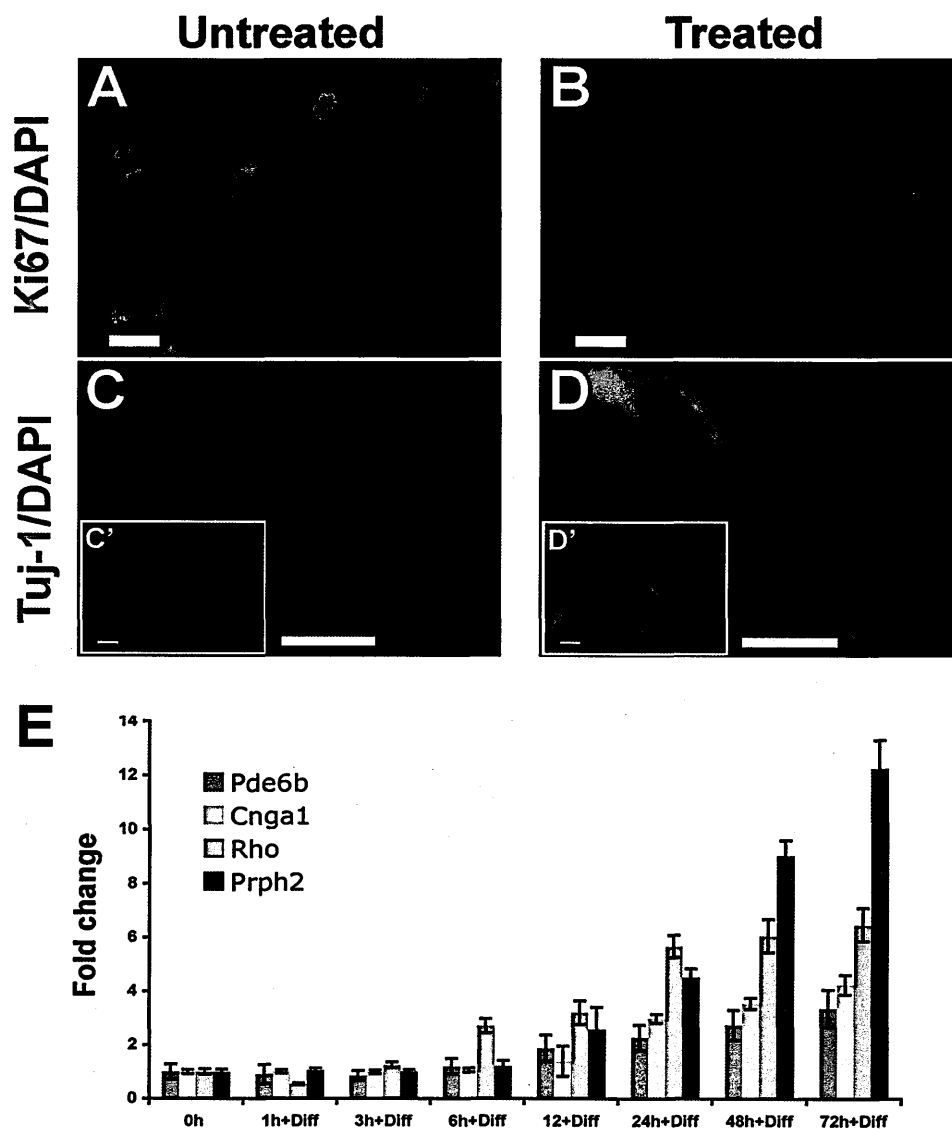 Untreated
Treated
Ki67/DAPI
A
B
Tuj-1/DAPI
C
D
C'
D'
E
Fold change
14
12
10
8
6
4
2
0
Pde6b
Cnga1
Rho
Prph2
0h
1h+Diff
3h+Diff
6h+Diff
12+Diff
24h+Diff
48h+Diff
72h+Diff